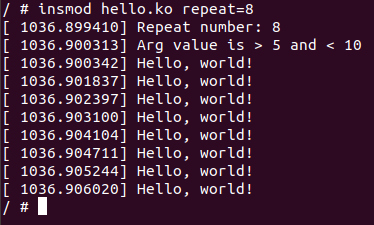 / # insmod hello.ko repeat=8
[ 1036.899410] Repeat number: 8
[ 1036.900313] Arg value is > 5 and < 10
[ 1036.900342] Hello, world!
[ 1036.901837] Hello, world!
[ 1036.902397] Hello, world!
[ 1036.903100] Hello, world!
[ 1036.904104] Hello, world!
[ 1036.904711] Hello, world!
[ 1036.905244] Hello, world!
[ 1036.906020] Hello, world!
/ #